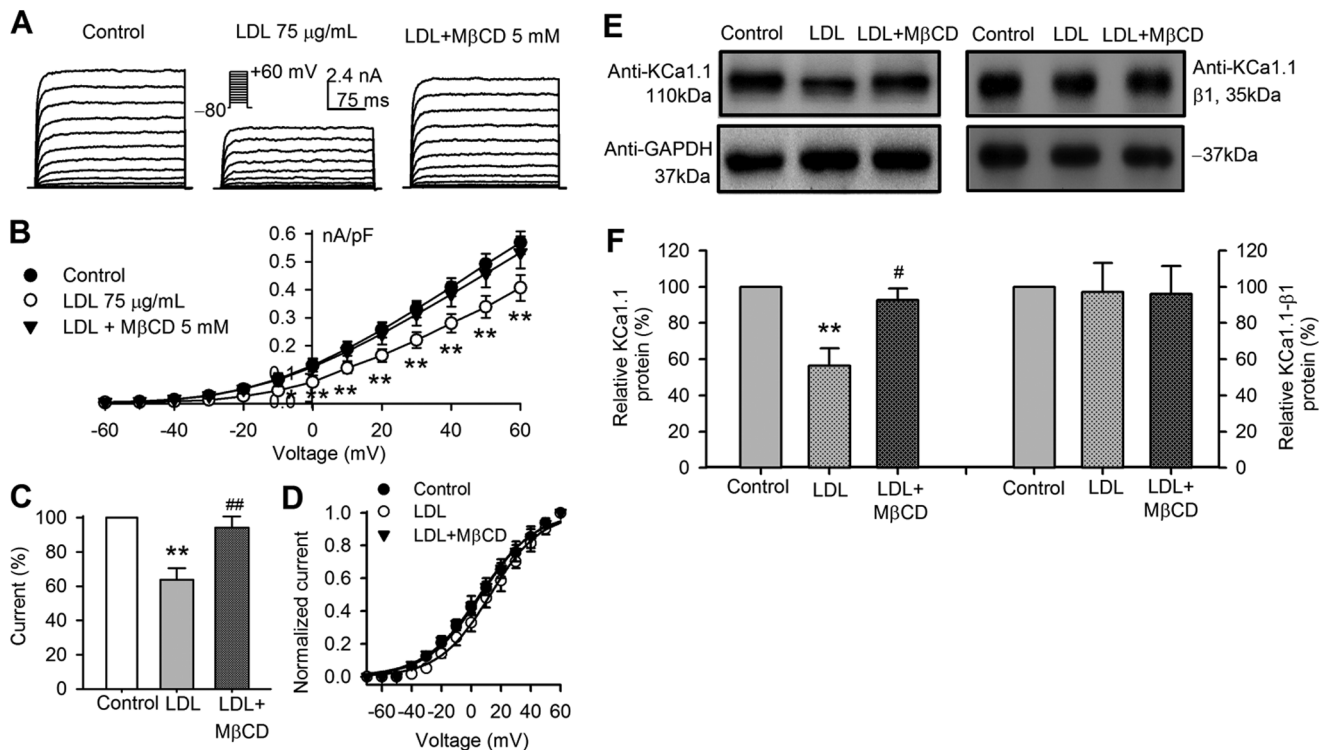 A
Control
LDL 75 µg/mL
LDL+MβCD 5 mM
+60 mV
−80
2.4 nA
75 ms
B
nA/pF
0.6
0.5
0.4
0.3
0.2
0.1
0.0
Control
LDL 75 µg/mL
LDL + MβCD 5 mM
* ** ** ** ** ** ** **
-60 -40 -20 0 20 40 60
Voltage (mV)
C
Current (%)
100
80
60
40
20
0
**
##
Control LDL LDL+
MβCD
D
Control
LDL
LDL+MβCD
Normalized current
1.0
0.8
0.6
0.4
0.2
0.0
-60 -40 -20 0 20 40 60
Voltage (mV)
E
Control LDL LDL+MβCD
Control LDL LDL+MβCD
Anti-KCa1.1
110kDa
Anti-KCa1.1
β1, 35kDa
Anti-GAPDH
37kDa
−37kDa
F
Relative KCa1.1
protein (%)
120
100
80
60
40
20
0
**
#
Control LDL LDL+
MβCD
Control LDL LDL+
MβCD
120
100
80
60
40
20
0
Relative KCa1.1-β1
protein (%)